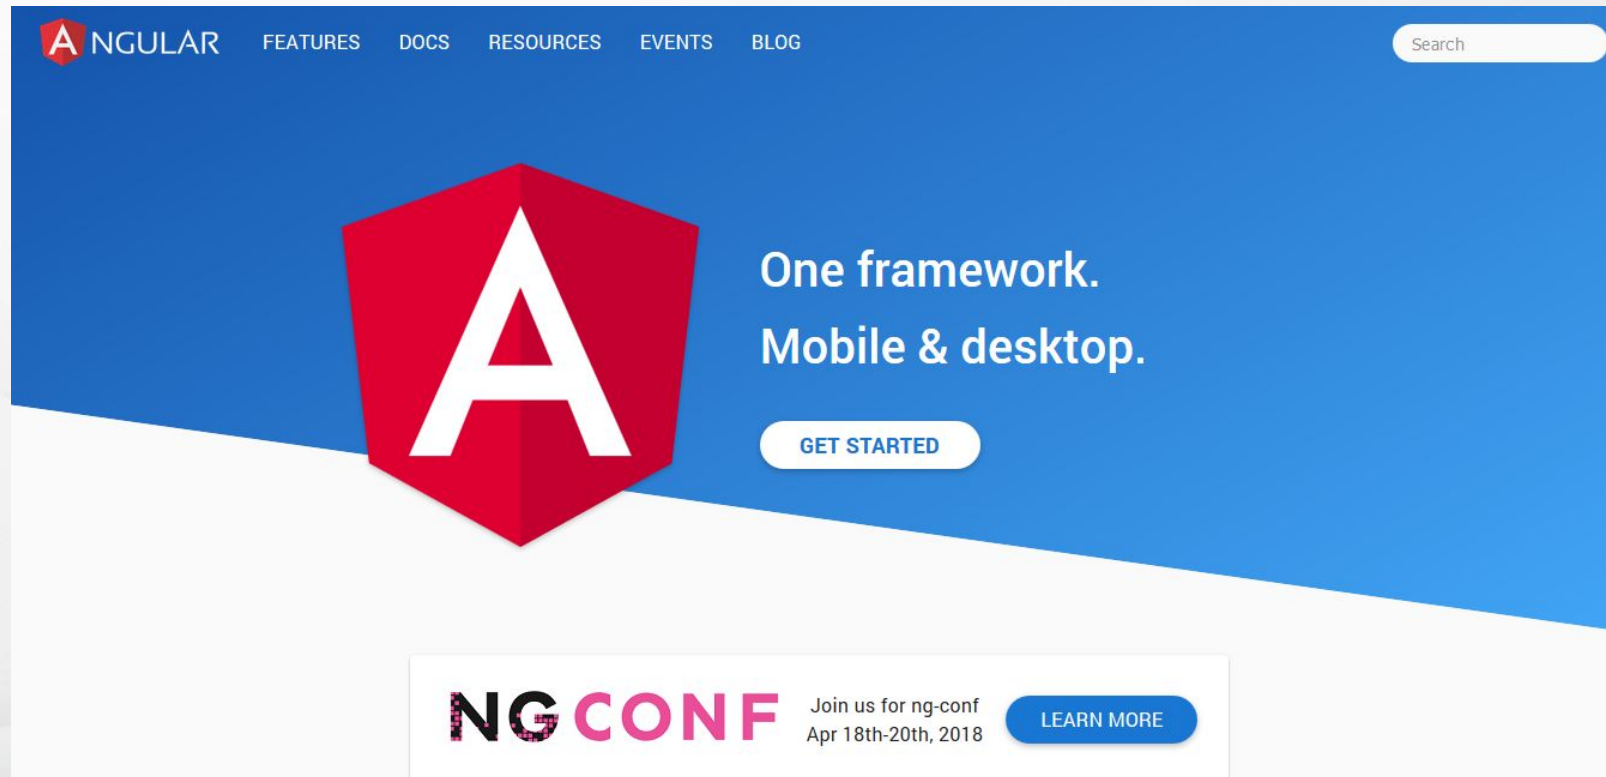 ANGULAR FEATURES DOCS RESOURCES EVENTS BLOG Search
A
One framework.
Mobile & desktop.
GET STARTED
NG CONF
Join us for ng-conf
Apr 18th-20th, 2018
LEARN MORE